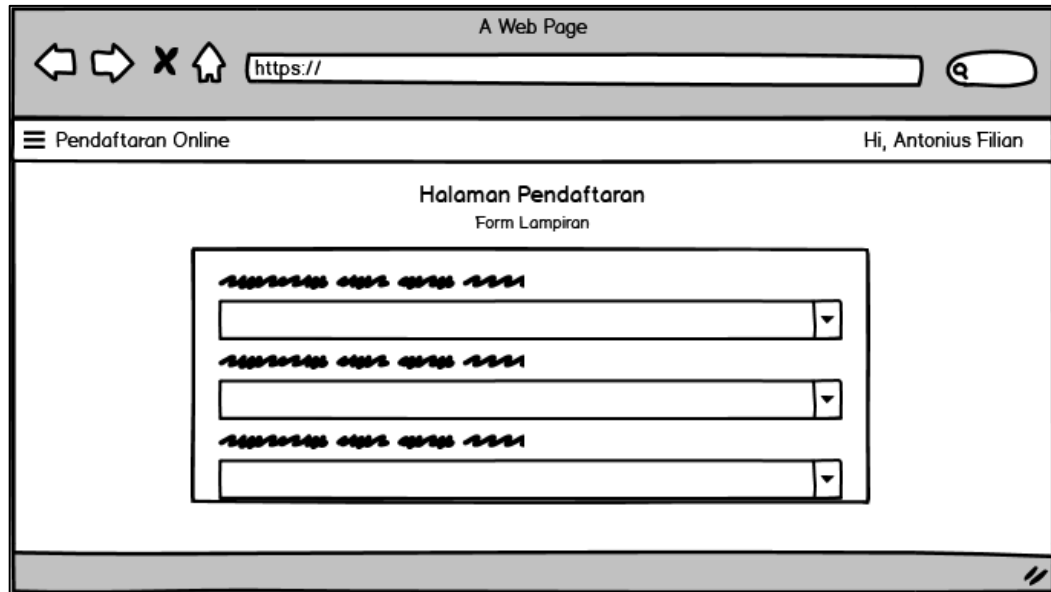 A Web Page
https://
Pendaftaran Online
Hi, Antonius Filian
Halaman Pendaftaran
Form Lampiran